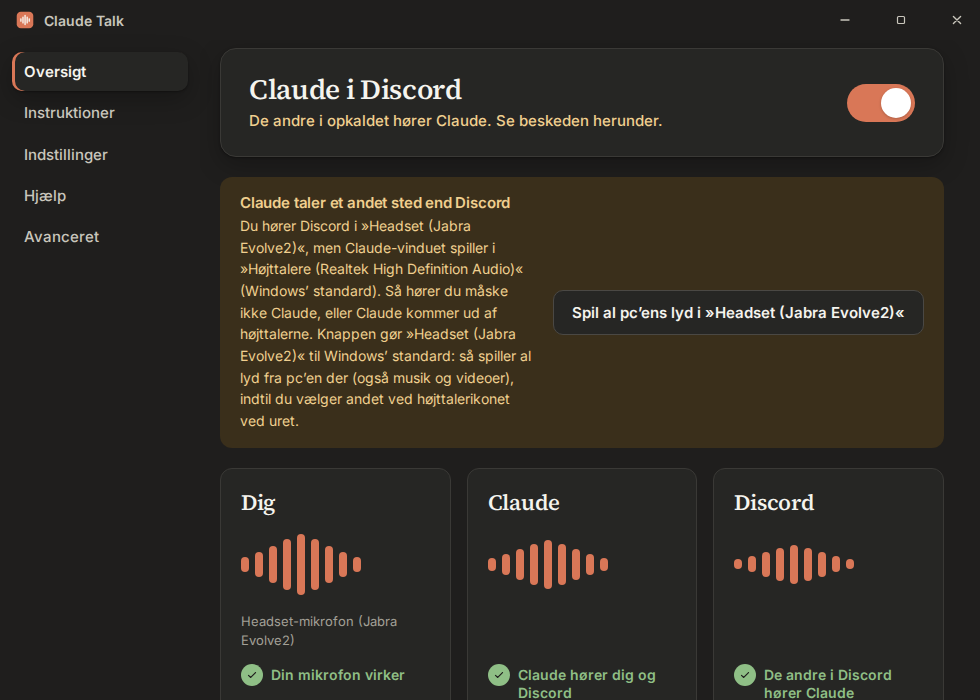 Claude Talk
Oversigt
Instruktioner
Indstillinger
Hjælp
Avanceret
Claude i Discord
De andre i opkaldet hører Claude. Se beskeden herunder.
Claude taler et andet sted end Discord
Du hører Discord i »Headset (Jabra
Evolve2)«, men Claude-vinduet spiller i
»Højttalere (Realtek High Definition Audio)«
(Windows’ standard). Så hører du måske
ikke Claude, eller Claude kommer ud af
højttalerne. Knappen gør »Headset (Jabra
Evolve2)« til Windows’ standard: så spiller al
lyd fra pc’en der (også musik og videoer),
indtil du vælger andet ved højttalerikonet
ved uret.
Spil al pc’ens lyd i »Headset (Jabra Evolve2)«
Dig
Headset-mikrofon (Jabra
Evolve2)
Din mikrofon virker
Claude
Claude hører dig og
Discord
Discord
De andre i Discord
hører Claude